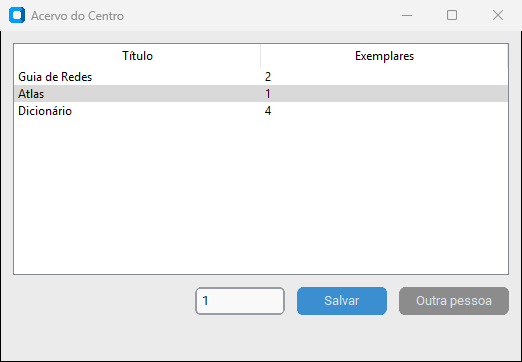 Acervo do Centro
Título Exemplares
Guia de Redes 2
Atlas 1
Dicionário 4
1 Salvar Outra pessoa